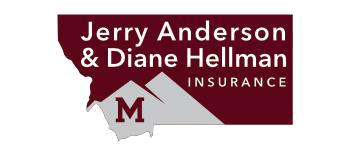 Jerry Anderson
& Diane Hellman
INSURANCE
M